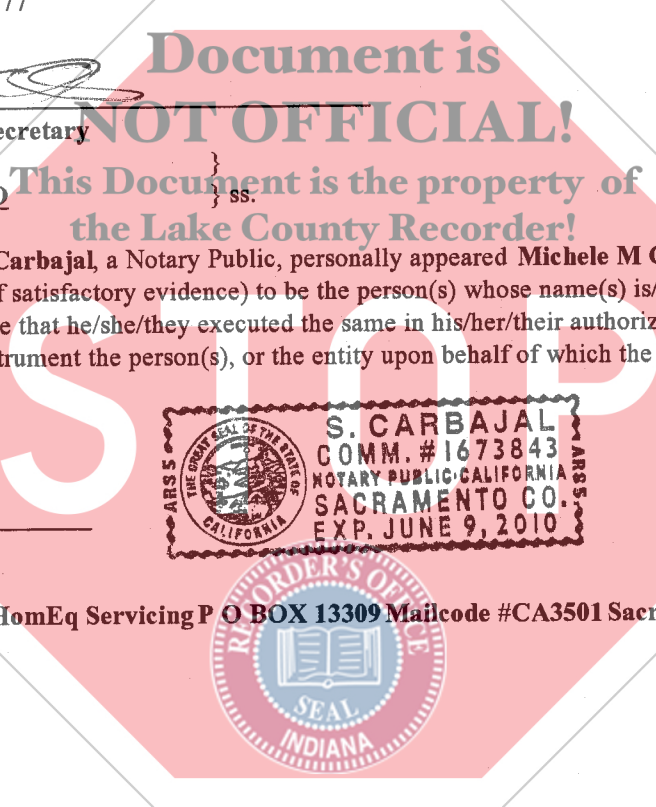 Document is
NOT OFFICIAL!
ecretary
This Document is the property of
} ss.
the Lake County Recorder!
Carbajal, a Notary Public, personally appeared Michele M
f satisfactory evidence) to be the person(s) whose name(s) is/
e that he/she/they executed the same in his/her/their authoriz
trument the person(s), or the entity upon behalf of which the
STOP
S. CARBAJAL
COMM. # 1673843
NOTARY PUBLIC·CALIFORNIA
SACRAMENTO CO.
EXP. JUNE 9, 2010
ARS5
ARS5
THE GREAT SEAL OF THE STATE OF
CALIFORNIA
HomEq Servicing P O BOX 13309 Mailcode #CA3501 Sacr
RECORDER'S OFFICE
SEAL
INDIANA